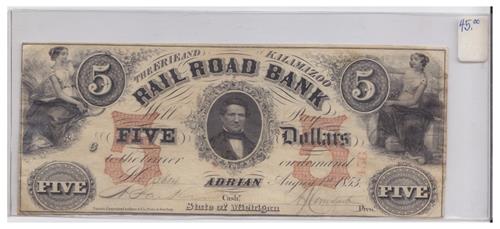 45.00
THE ERIE AND KALAMAZOO
5 RAIL ROAD BANK 5
Will Pay
FIVE Dollars
to the bearer on demand
ADRIAN August 1853
FIVE FIVE
Cash. Pres.
State of Michigan